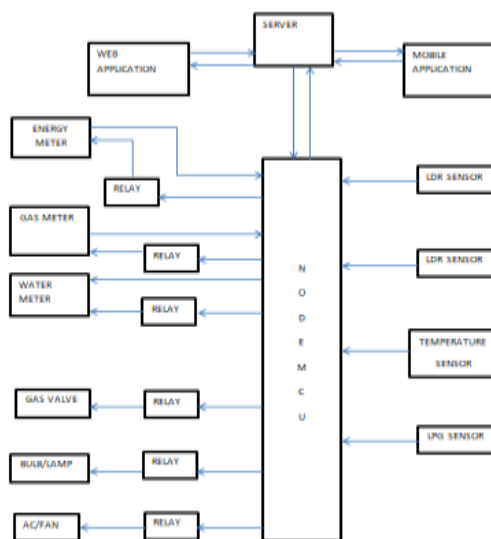 SERVER
WEB
APPLICATION
MOBILE
APPLICATION
ENERGY
METER
RELAY
LDR SENSOR
GAS METER
RELAY
WATER
METER
RELAY
LDR SENSOR
N
O
D
E
M
C
U
TEMPERATURE
SENSOR
GAS VALVE
RELAY
LPG SENSOR
BULB/LAMP
RELAY
AC/FAN
RELAY